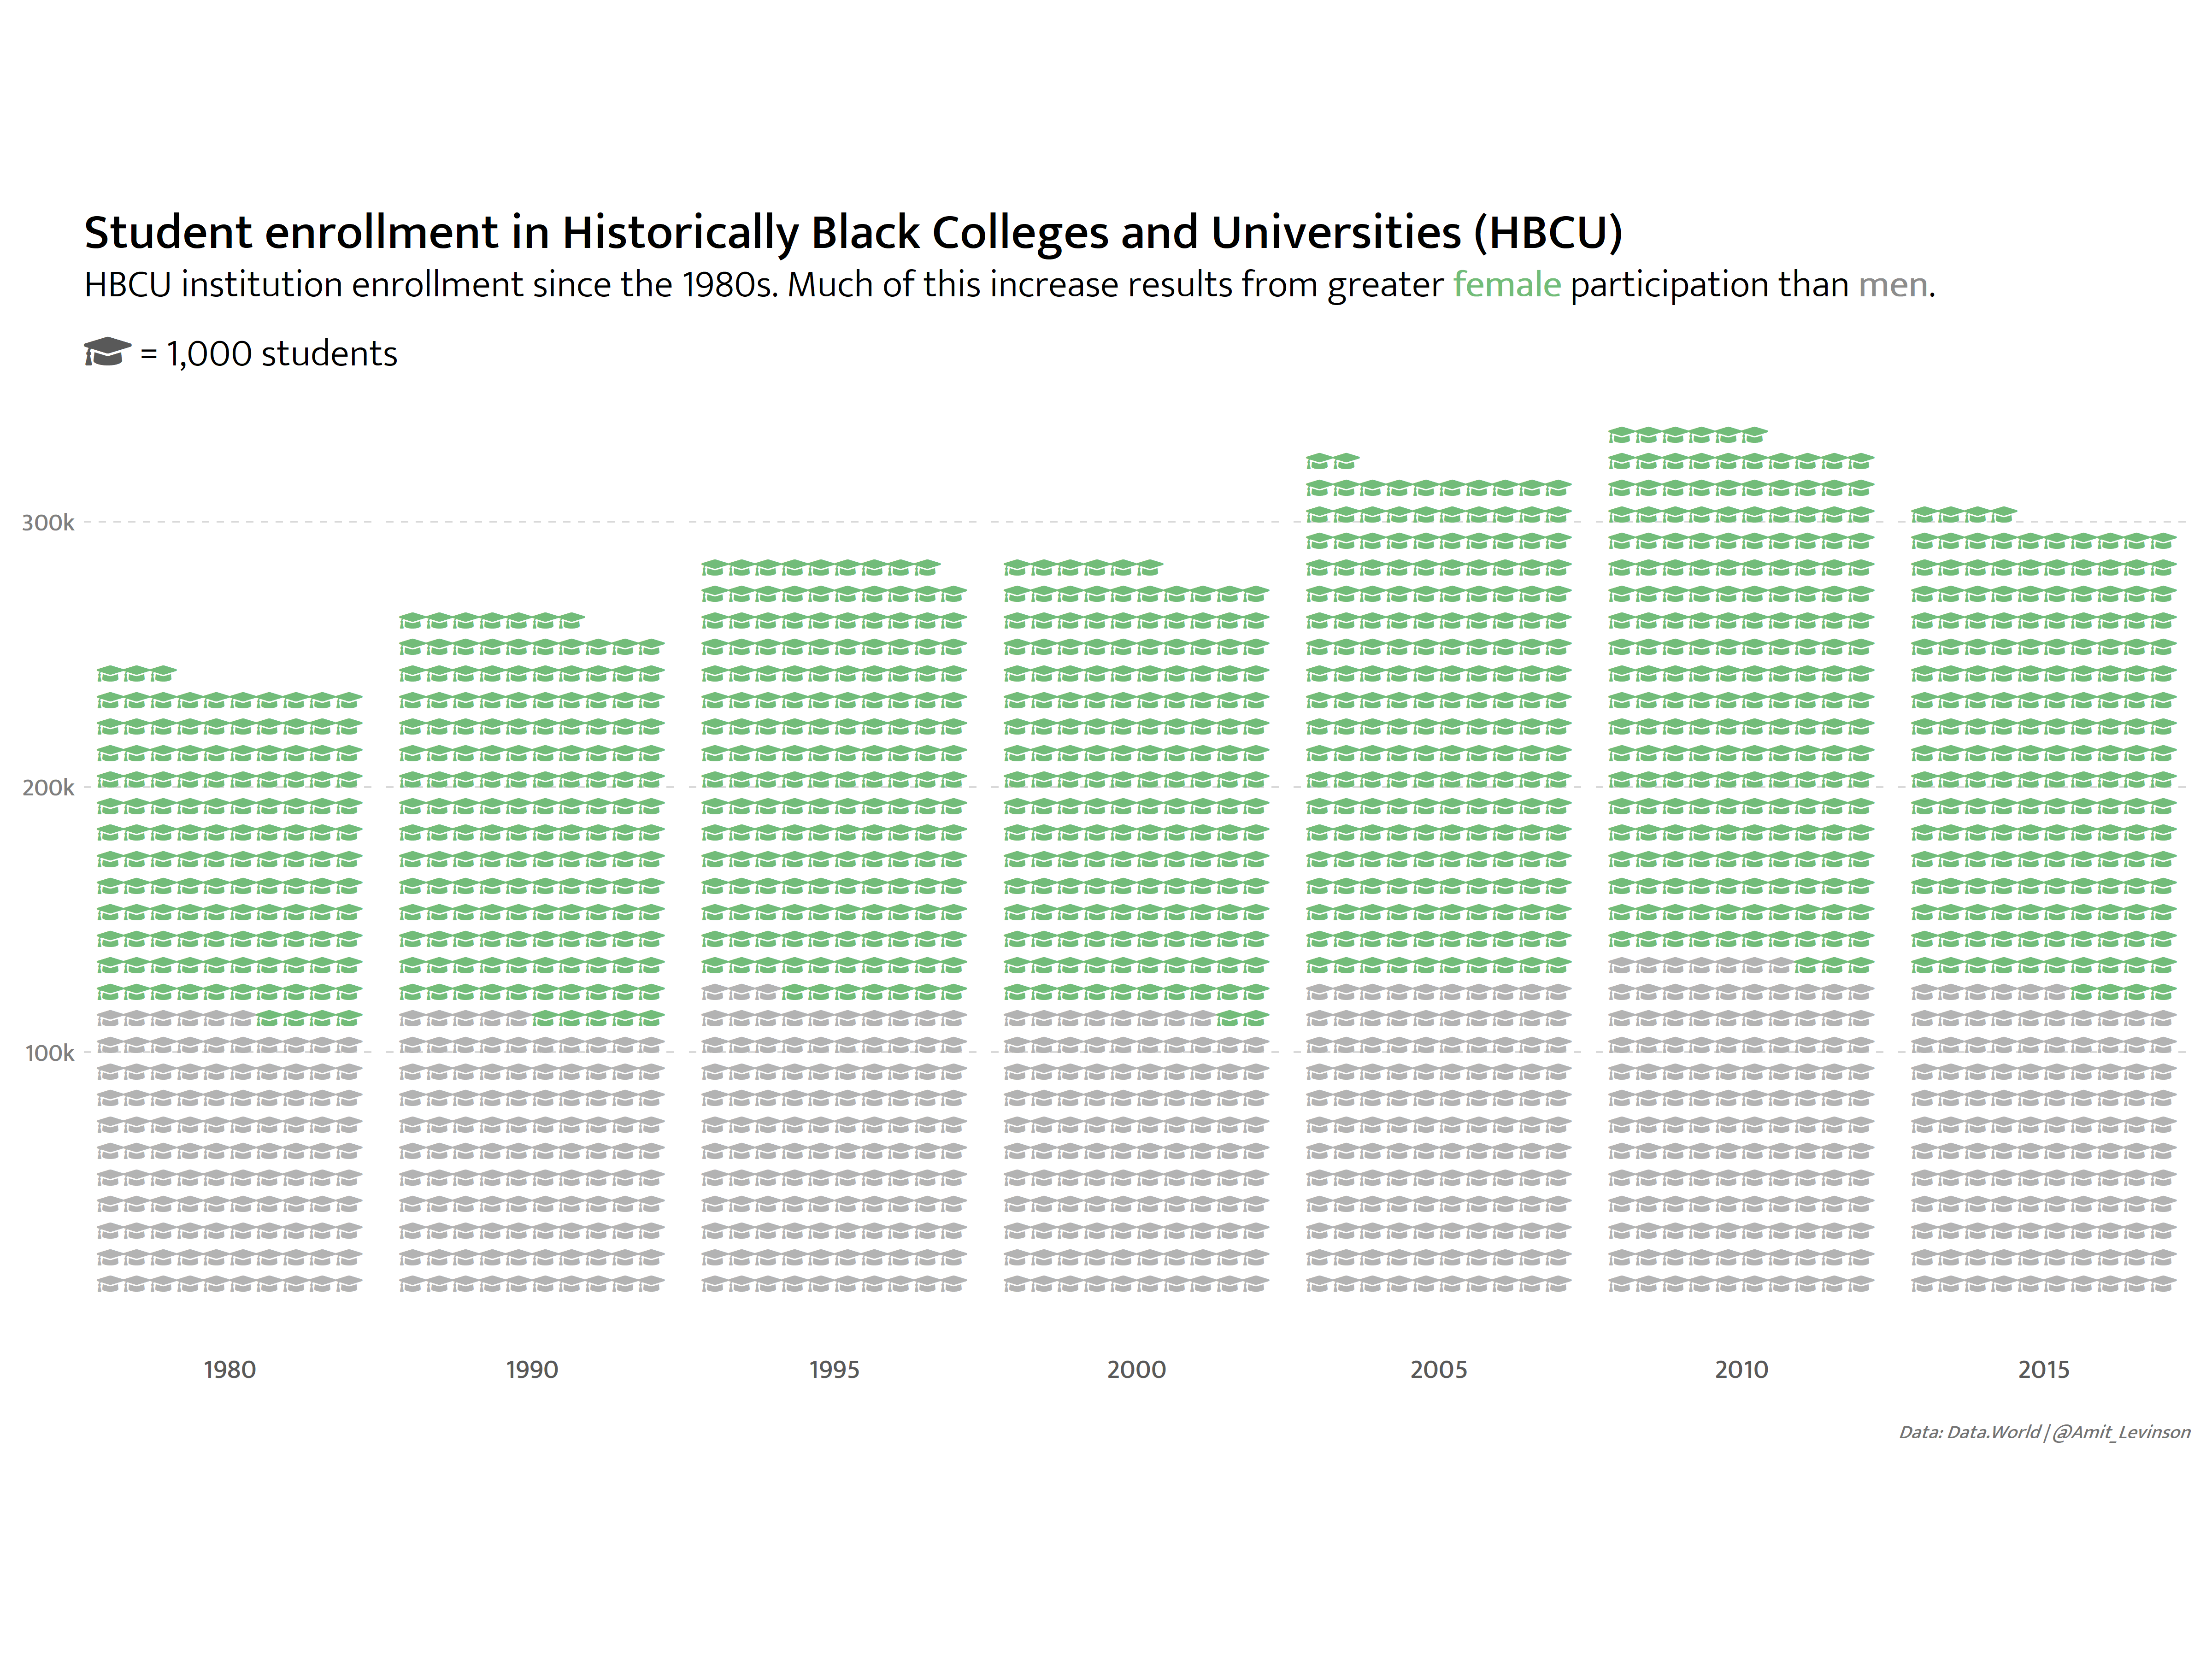 Student enrollment in Historically Black Colleges and Universities (HBCU)
HBCU institution enrollment since the 1980s. Much of this increase results from greater female participation than men.
= 1,000 students
300k
200k
100k
1980 1990 1995 2000 2005 2010 2015
Data: Data.World | @Amit_Levinson